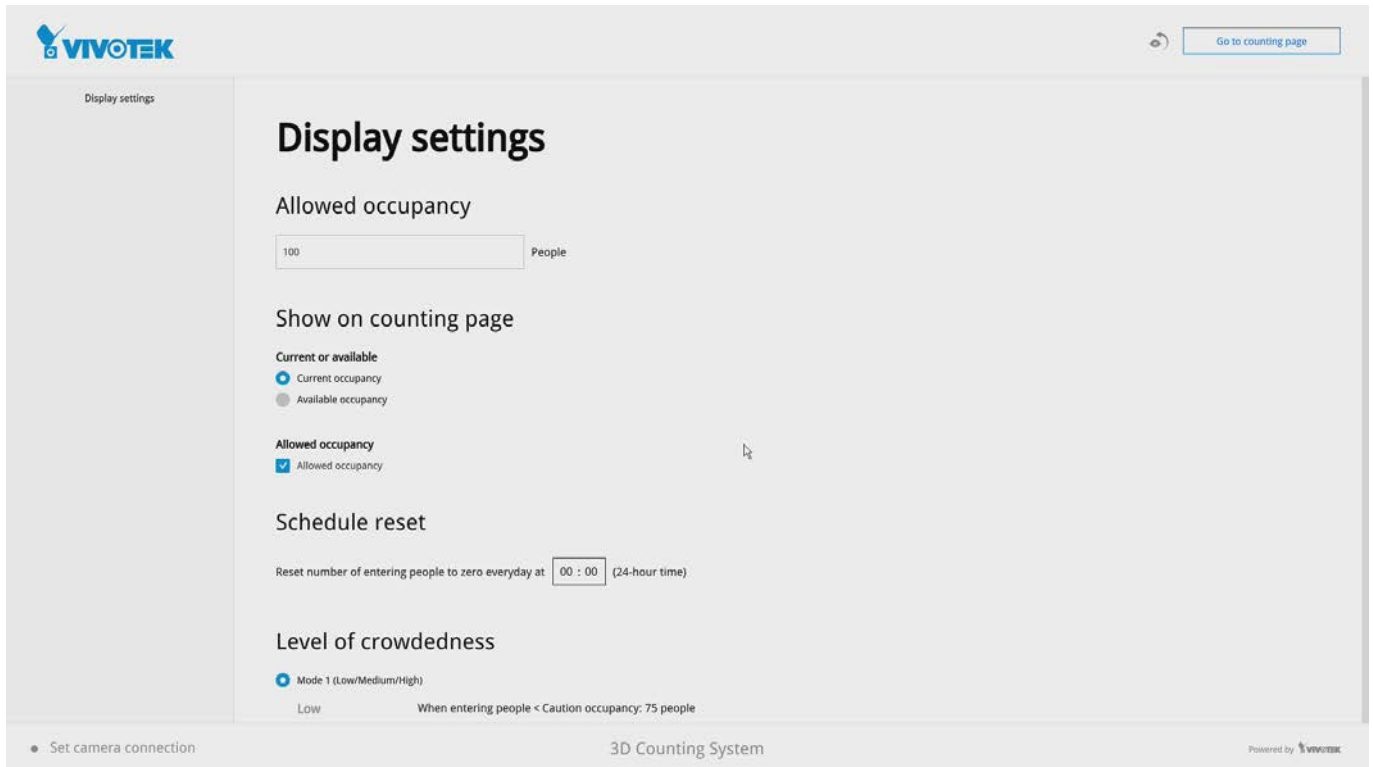 VIVOTEK
Go to counting page
Display settings
Display settings
Allowed occupancy
100 People
Show on counting page
Current or available
Current occupancy
Available occupancy
Allowed occupancy
Allowed occupancy
Schedule reset
Reset number of entering people to zero everyday at 00 : 00 (24-hour time)
Level of crowdedness
Mode 1 (Low/Medium/High)
Low When entering people < Caution occupancy: 75 people
Set camera connection 3D Counting System Powered by VIVOTEK